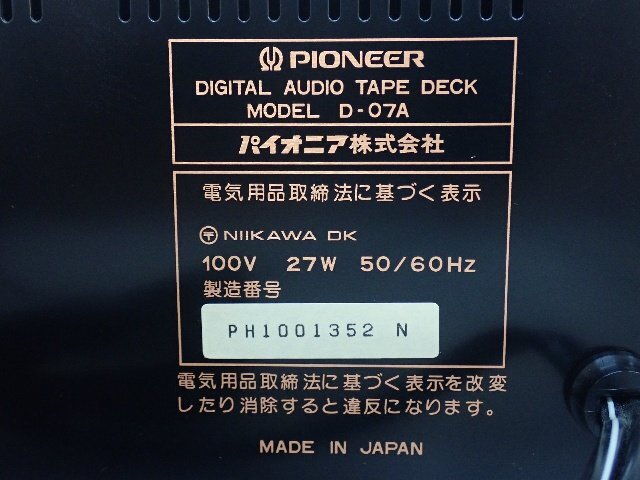 PIONEER
DIGITAL AUDIO TAPE DECK
MODEL D-07A
パイオニア株式会社
電気用品取締法に基づく表示
〒 NIIKAWA DK
100V 27W 50/60Hz
製造番号
PH1001352 N
電気用品取締法に基づく表示を改変
したり消除すると違反になります。
MADE IN JAPAN